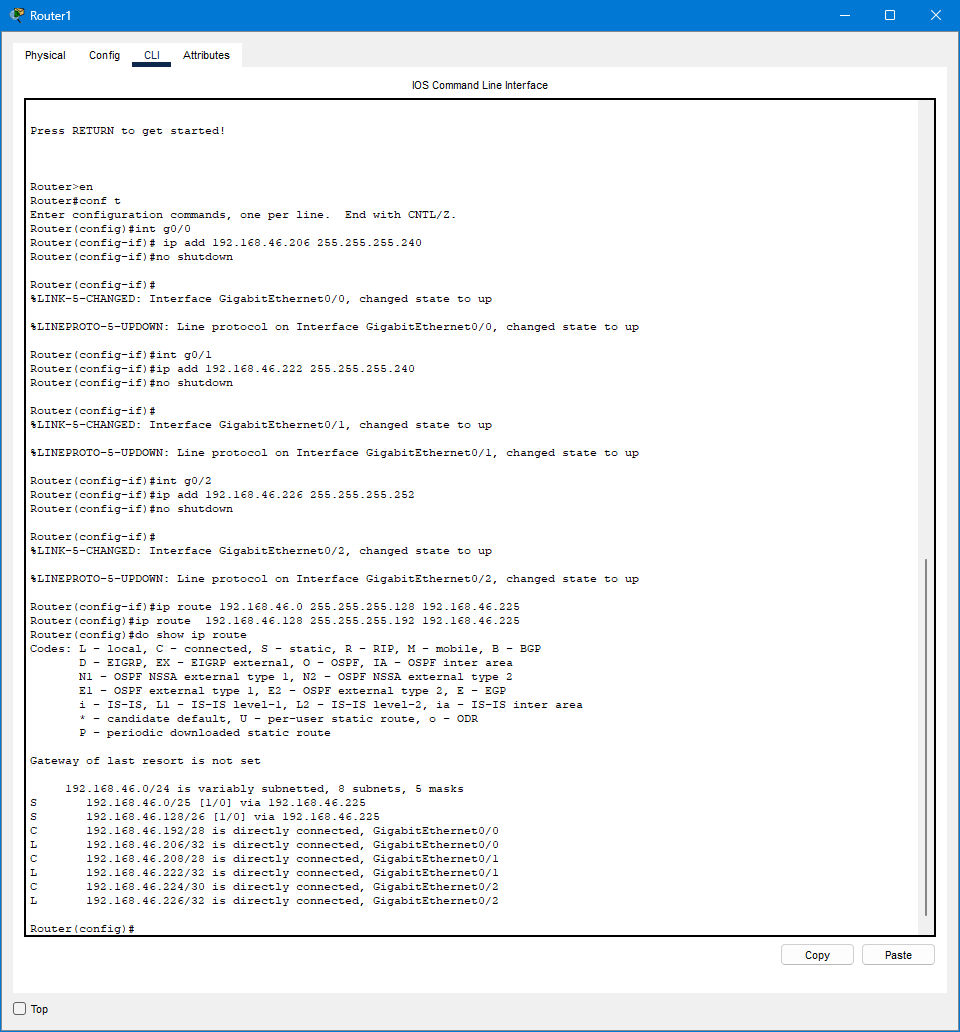 Router1
Physical Config CLI Attributes
IOS Command Line Interface
Press RETURN to get started!
Router>en
Router#conf t
Enter configuration commands, one per line.  End with CNTL/Z.
Router(config)#int g0/0
Router(config-if)# ip add 192.168.46.206 255.255.255.240
Router(config-if)#no shutdown
Router(config-if)#
%LINK-5-CHANGED: Interface GigabitEthernet0/0, changed state to up
%LINEPROTO-5-UPDOWN: Line protocol on Interface GigabitEthernet0/0, changed state to up
Router(config-if)#int g0/1
Router(config-if)#ip add 192.168.46.222 255.255.255.240
Router(config-if)#no shutdown
Router(config-if)#
%LINK-5-CHANGED: Interface GigabitEthernet0/1, changed state to up
%LINEPROTO-5-UPDOWN: Line protocol on Interface GigabitEthernet0/1, changed state to up
Router(config-if)#int g0/2
Router(config-if)#ip add 192.168.46.226 255.255.255.252
Router(config-if)#no shutdown
Router(config-if)#
%LINK-5-CHANGED: Interface GigabitEthernet0/2, changed state to up
%LINEPROTO-5-UPDOWN: Line protocol on Interface GigabitEthernet0/2, changed state to up
Router(config-if)#ip route 192.168.46.0 255.255.255.128 192.168.46.225
Router(config)#ip route  192.168.46.128 255.255.255.192 192.168.46.225
Router(config)#do show ip route
Codes: L - local, C - connected, S - static, R - RIP, M - mobile, B - BGP
       D - EIGRP, EX - EIGRP external, O - OSPF, IA - OSPF inter area
       N1 - OSPF NSSA external type 1, N2 - OSPF NSSA external type 2
       E1 - OSPF external type 1, E2 - OSPF external type 2, E - EGP
       i - IS-IS, L1 - IS-IS level-1, L2 - IS-IS level-2, ia - IS-IS inter area
       * - candidate default, U - per-user static route, o - ODR
       P - periodic downloaded static route
Gateway of last resort is not set
     192.168.46.0/24 is variably subnetted, 8 subnets, 5 masks
S       192.168.46.0/25 [1/0] via 192.168.46.225
S       192.168.46.128/26 [1/0] via 192.168.46.225
C       192.168.46.192/28 is directly connected, GigabitEthernet0/0
L       192.168.46.206/32 is directly connected, GigabitEthernet0/0
C       192.168.46.208/28 is directly connected, GigabitEthernet0/1
L       192.168.46.222/32 is directly connected, GigabitEthernet0/1
C       192.168.46.224/30 is directly connected, GigabitEthernet0/2
L       192.168.46.226/32 is directly connected, GigabitEthernet0/2
Router(config)#
Copy Paste
Top